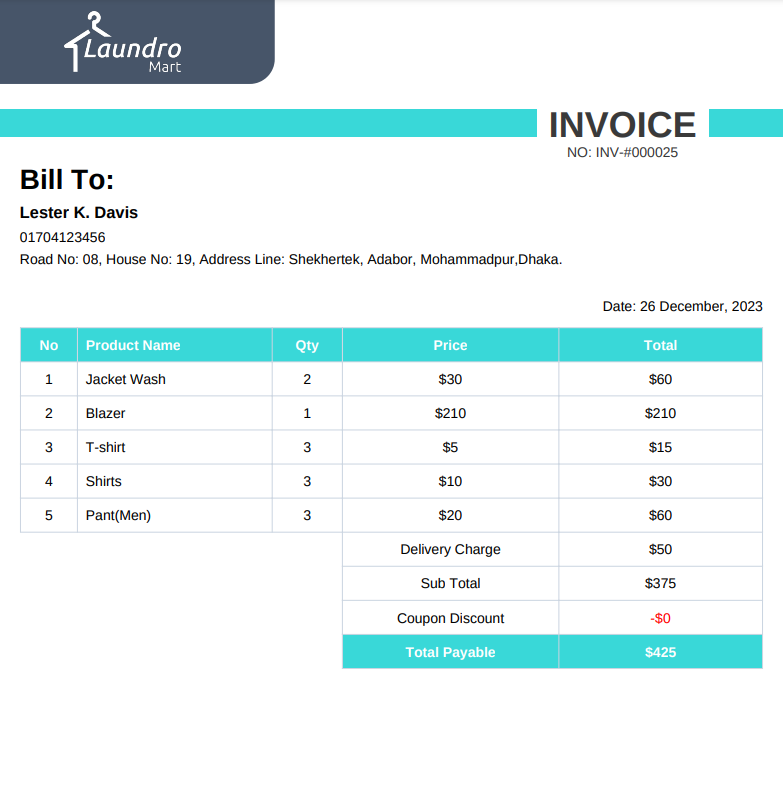 Laundro
Mart
INVOICE
NO: INV-#000025
Bill To:
Lester K. Davis
01704123456
Road No: 08, House No: 19, Address Line: Shekhertek, Adabor, Mohammadpur,Dhaka.
Date: 26 December, 2023
No Product Name Qty Price Total
1 Jacket Wash 2 $30 $60
2 Blazer 1 $210 $210
3 T-shirt 3 $5 $15
4 Shirts 3 $10 $30
5 Pant(Men) 3 $20 $60
Delivery Charge $50
Sub Total $375
Coupon Discount -$0
Total Payable $425